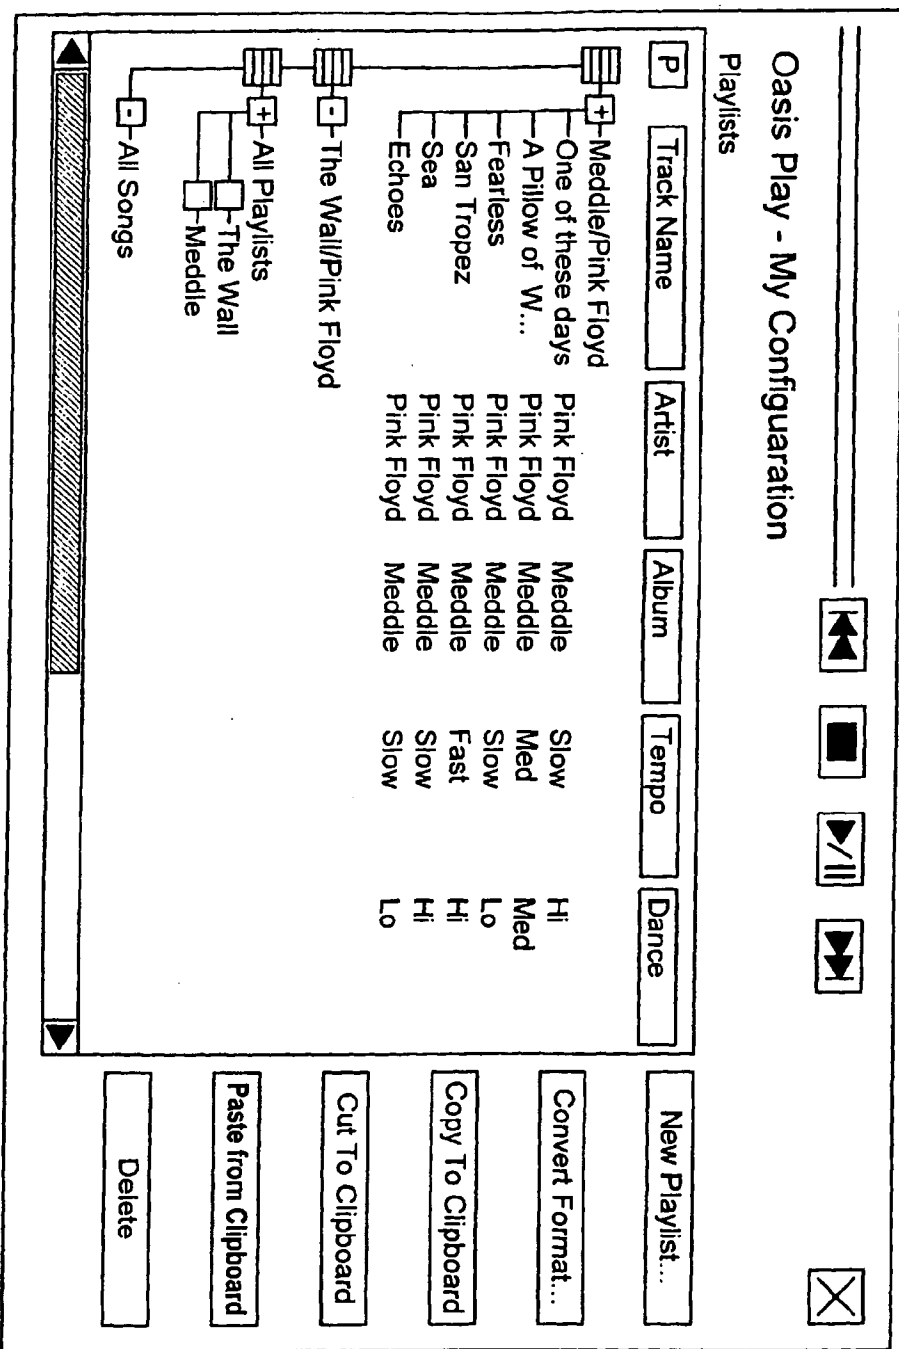 Oasis Play - My Configuaration
Playlists
P Track Name Artist Album Tempo Dance
+ Meddle/Pink Floyd
One of these days Pink Floyd Meddle Slow Hi
A Pillow of W... Pink Floyd Meddle Med Med
Fearless Pink Floyd Meddle Slow Lo
San Tropez Pink Floyd Meddle Fast Hi
Sea Pink Floyd Meddle Slow Hi
Echoes Pink Floyd Meddle Slow Lo
- The Wall/Pink Floyd
+ All Playlists
The Wall
Meddle
- All Songs
New Playlist...
Convert Format...
Copy To Clipboard
Cut To Clipboard
Paste from Clipboard
Delete